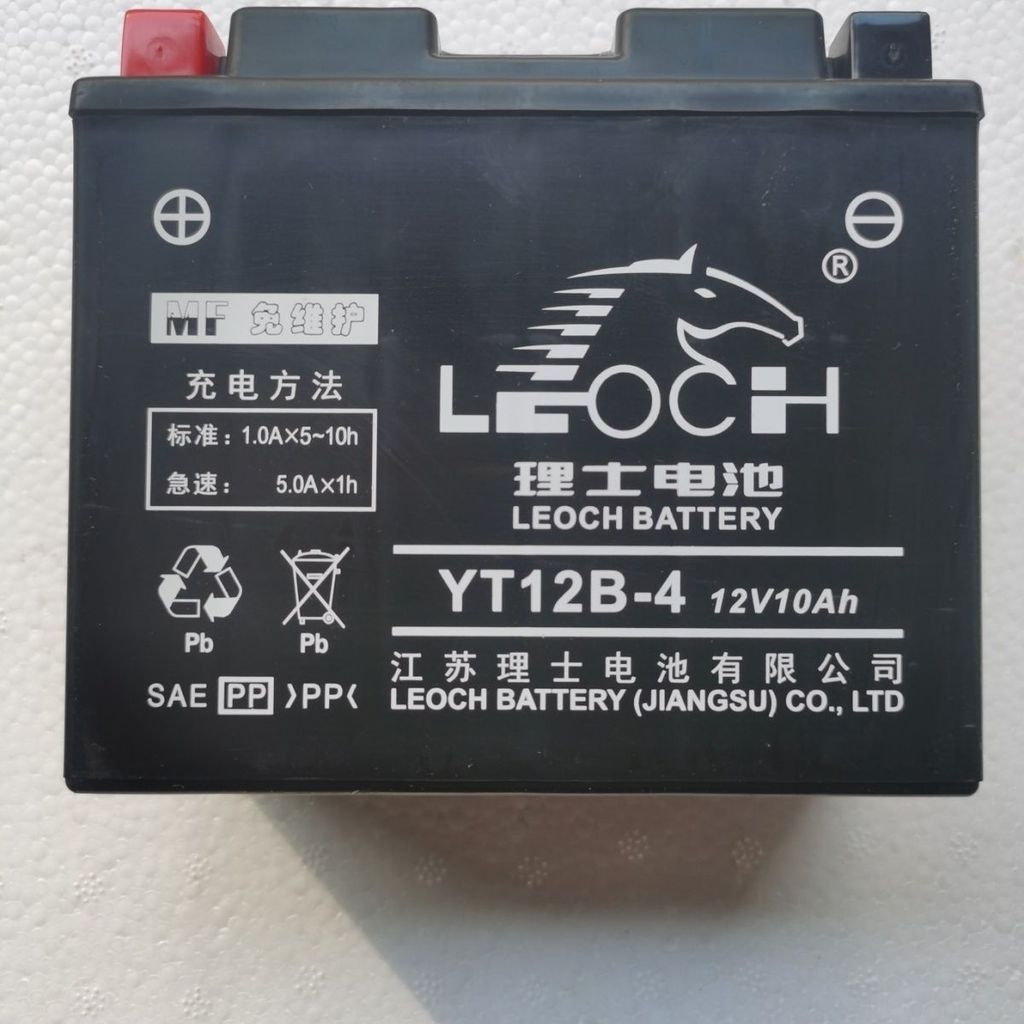 MF 免维护
充电方法
标准：1.0A×5~10h
急速： 5.0A×1h
Pb
Pb
SAE PP >PP<
®
LEOCH
理士电池
LEOCH BATTERY
YT12B-4 12V10Ah
江苏理士电池有限公司
LEOCH BATTERY (JIANGSU) CO., LTD